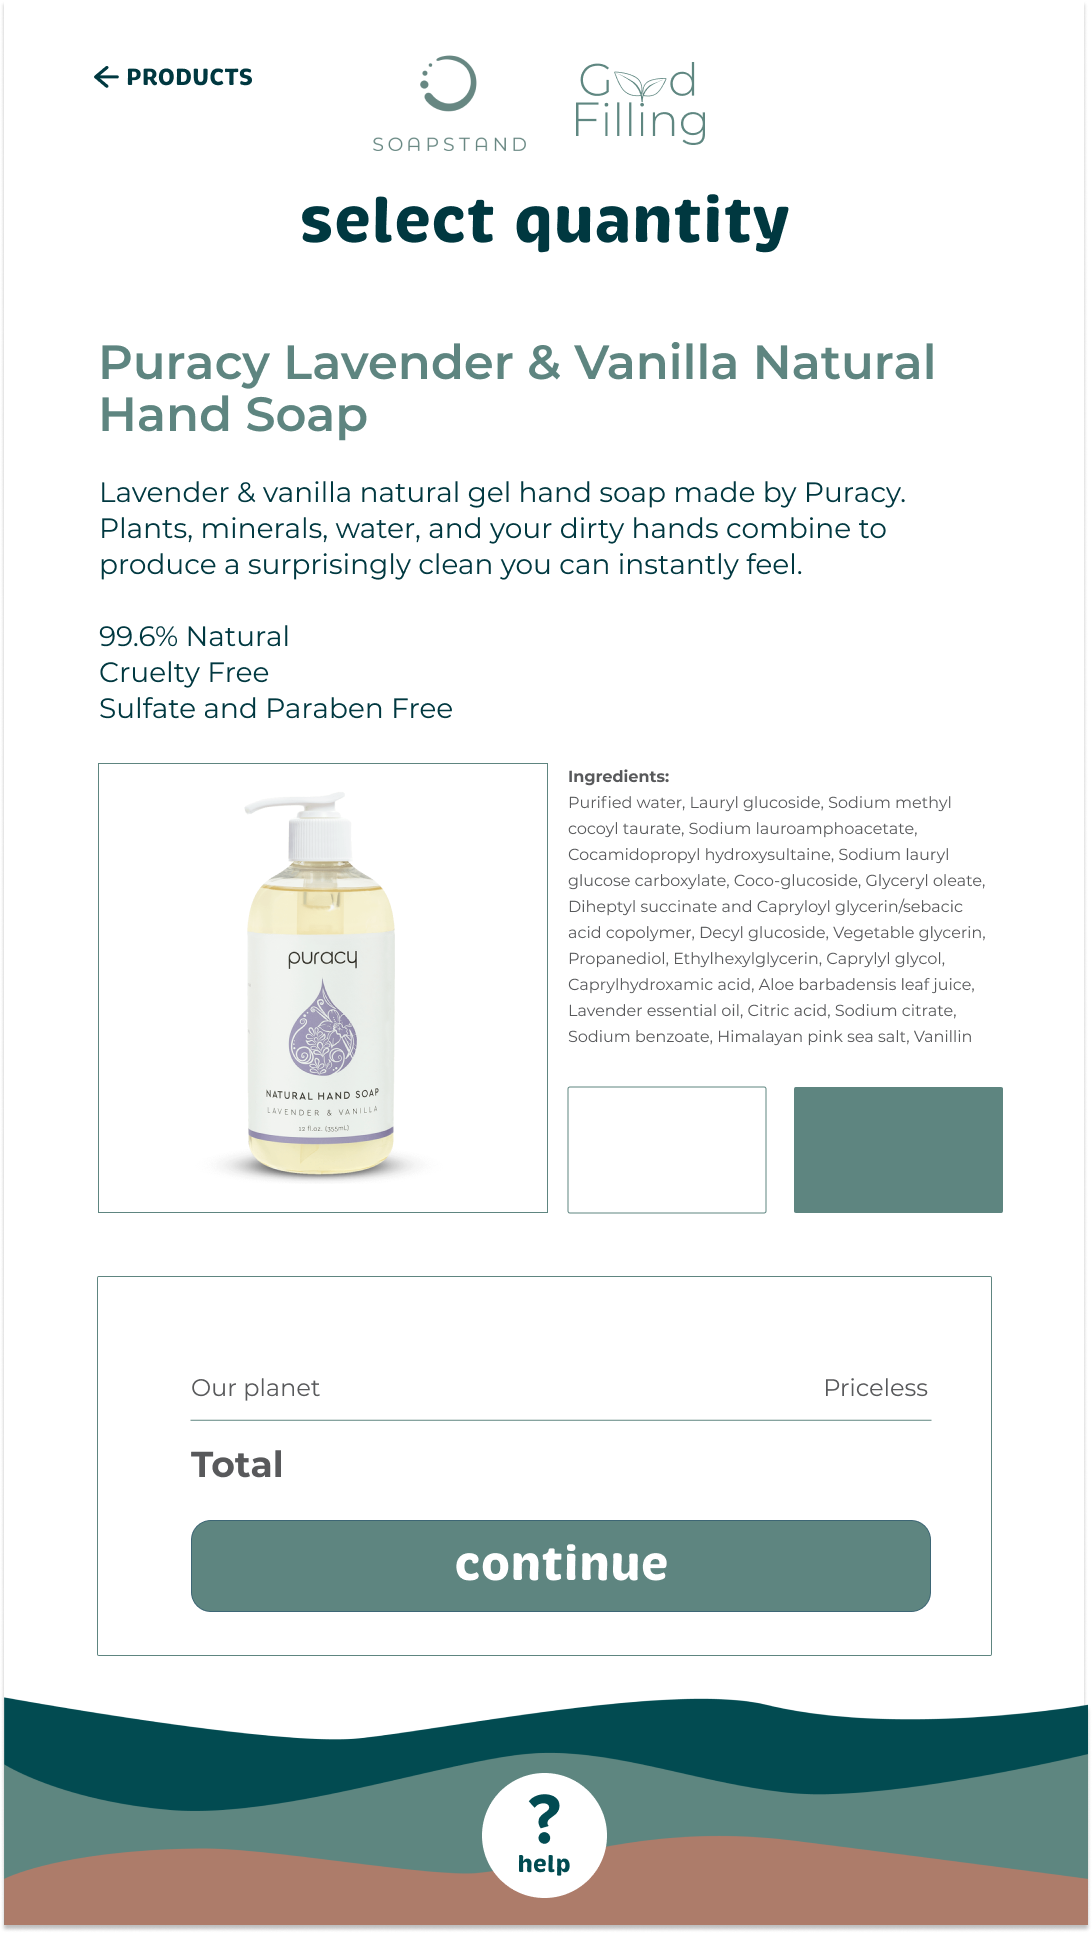 ← PRODUCTS
SOAPSTAND
Good
Filling
select quantity
Puracy Lavender & Vanilla Natural
Hand Soap
Lavender & vanilla natural gel hand soap made by Puracy.
Plants, minerals, water, and your dirty hands combine to
produce a surprisingly clean you can instantly feel.
99.6% Natural
Cruelty Free
Sulfate and Paraben Free
puracy
NATURAL HAND SOAP
LAVENDER & VANILLA
12 fl.oz. (355mL)
Ingredients:
Purified water, Lauryl glucoside, Sodium methyl
cocoyl taurate, Sodium lauroamphoacetate,
Cocamidopropyl hydroxysultaine, Sodium lauryl
glucose carboxylate, Coco-glucoside, Glyceryl oleate,
Diheptyl succinate and Capryloyl glycerin/sebacic
acid copolymer, Decyl glucoside, Vegetable glycerin,
Propanediol, Ethylhexylglycerin, Caprylyl glycol,
Caprylhydroxamic acid, Aloe barbadensis leaf juice,
Lavender essential oil, Citric acid, Sodium citrate,
Sodium benzoate, Himalayan pink sea salt, Vanillin
Our planet Priceless
Total
continue
?
help